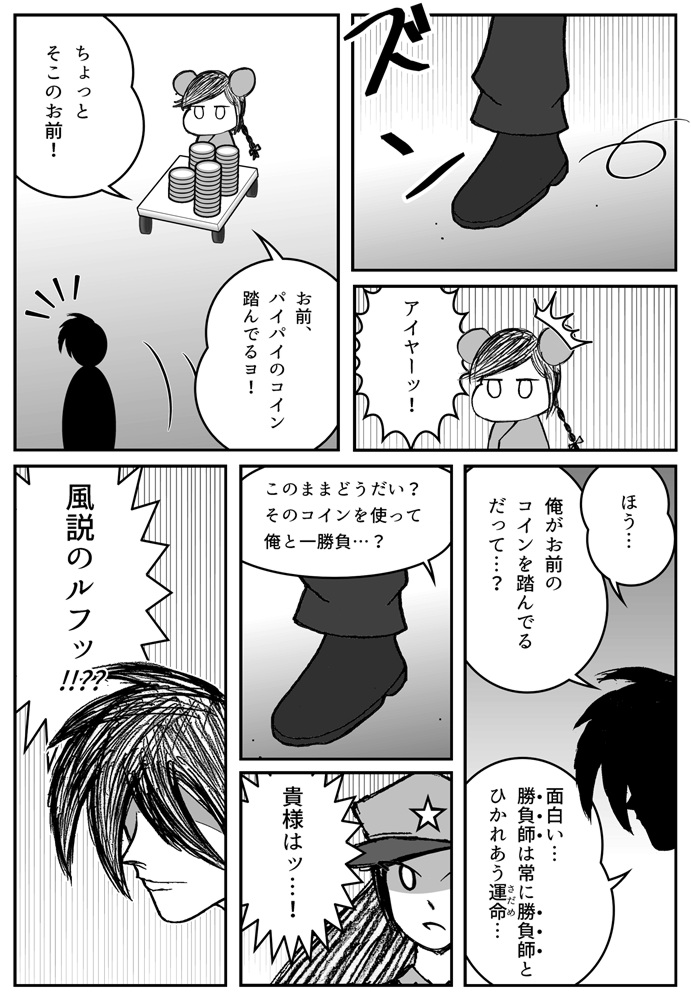 ズンッ
アイヤーッ！
ちょっと
そこのお前！
お前、
パイパイのコイン
踏んでるヨ！
ほう…
俺がお前の
コインを踏んでる
だって…？
面白い…
勝負師は常に勝負師と
ひかれあう運命…
さだめ
このままどうだい？
そのコインを使って
俺と一勝負…？
貴様はッ…！
風説のルフッ
!!??